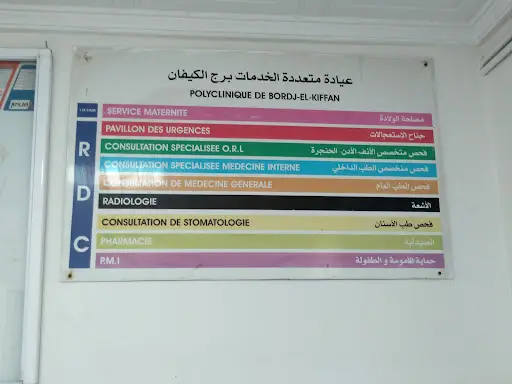 عيادة متعددة الخدمات برج الكيفان
POLYCLINIQUE DE BORDJ-EL-KIFFAN
SERVICE MATERNITE مصلحة الولادة
PAVILLON DES URGENCES جناح الإستعجالات
CONSULTATION SPECIALISEE O.R.L فحص متخصص الأنف الأذن الحنجرة
CONSULTATION SPECIALISEE MEDECINE INTERNE فحص متخصص الطب الداخلي
CONSULTATION DE MEDECINE GENERALE فحص الطب العام
RADIOLOGIE الأشعة
CONSULTATION DE STOMATOLOGIE فحص طب الأسنان
PHARMACIE الصيدلية
P.M.I حماية الأمومة و الطفولة
R
D
C